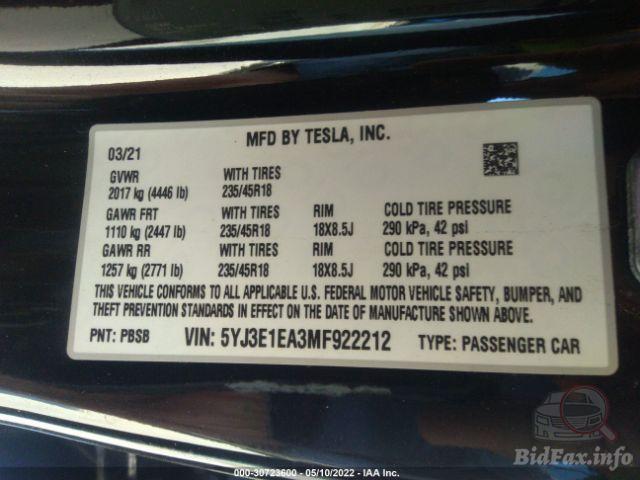 MFD BY TESLA, INC.
03/21
GVWR WITH TIRES
2017 kg (4446 lb) 235/45R18
GAWR FRT WITH TIRES RIM COLD TIRE PRESSURE
1110 kg (2447 lb) 235/45R18 18X8.5J 290 kPa, 42 psi
GAWR RR WITH TIRES RIM COLD TIRE PRESSURE
1257 kg (2771 lb) 235/45R18 18X8.5J 290 kPa, 42 psi
THIS VEHICLE CONFORMS TO ALL APPLICABLE U.S. FEDERAL MOTOR VEHICLE SAFETY, BUMPER, AND
THEFT PREVENTION STANDARDS IN EFFECT ON THE DATE OF MANUFACTURE SHOWN ABOVE.
PNT: PBSB VIN: 5YJ3E1EA3MF922212 TYPE: PASSENGER CAR
BidFax.info
000-30723600 - 05/10/2022 - IAA Inc.